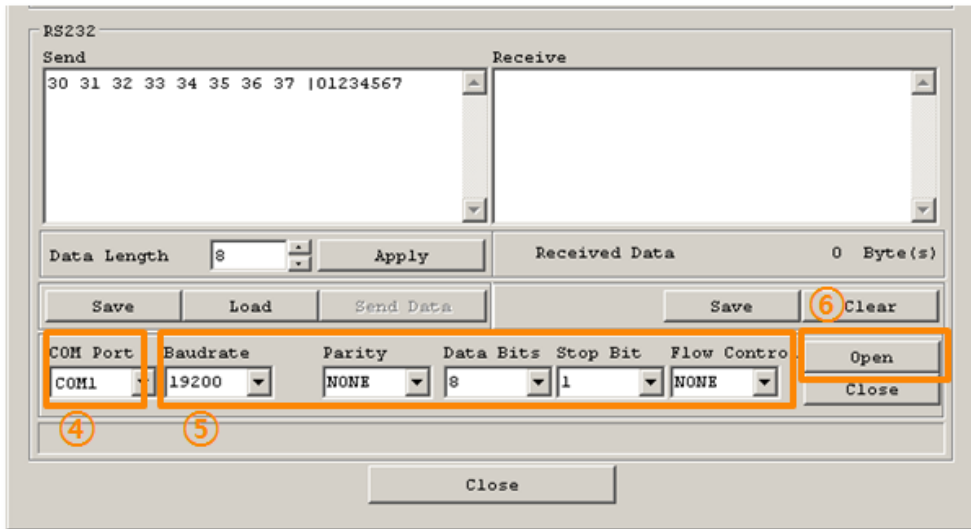 RS232
Send
Receive
30 31 32 33 34 35 36 37 |01234567
Data Length 8 Apply
Received Data 0 Byte(s)
Save Load Send Data
Save ⑥ Clear
COM Port Baudrate Parity Data Bits Stop Bit Flow Contro
Open
COM1 19200 NONE 8 1 NONE
Close
④ ⑤
Close